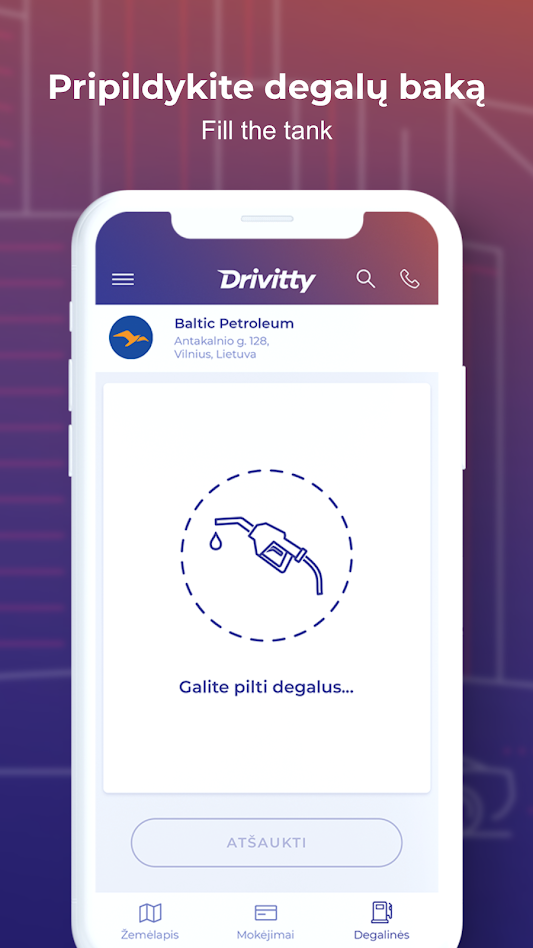 Pripildykite degalų baką
Fill the tank
Drivitty
Baltic Petroleum
Antakalnio g. 128,
Vilnius, Lietuva
Galite pilti degalus...
ATŠAUKTI
Žemėlapis
Mokėjimai
Degalinės